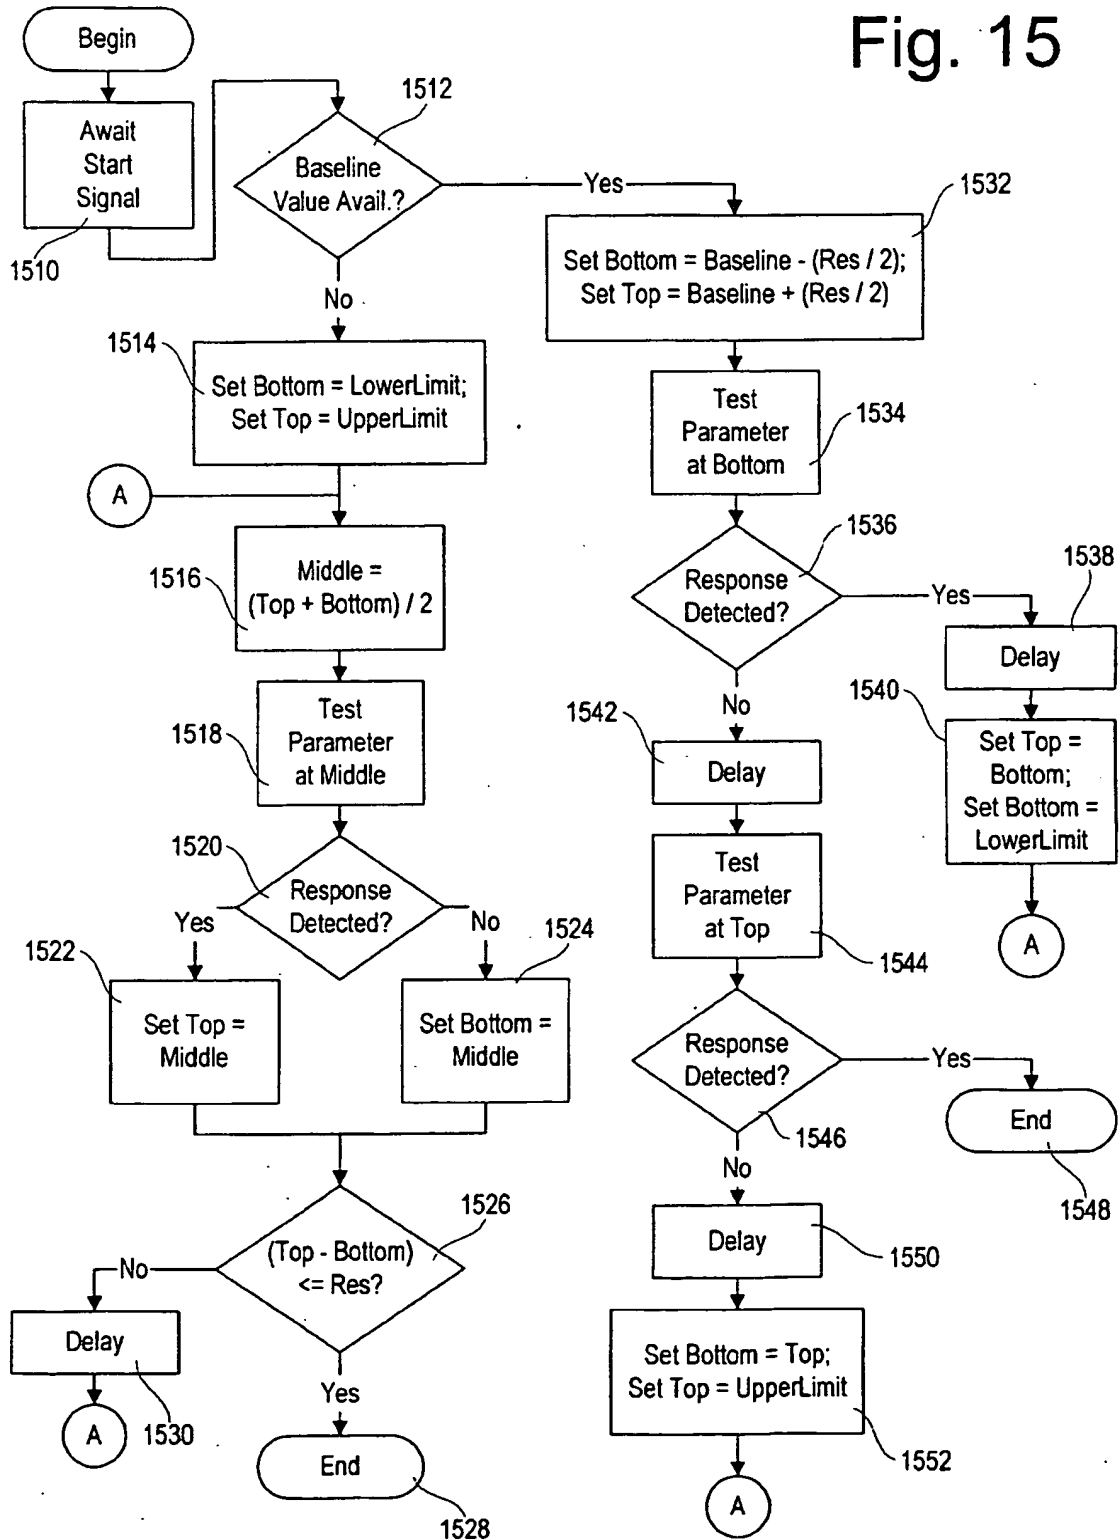 Fig. 15
Begin
Await
Start
Signal
1510
1512
Baseline
Value Avail.?
Yes
No
1532
Set Bottom = Baseline - (Res / 2);
Set Top = Baseline + (Res / 2)
1514
Set Bottom = LowerLimit;
Set Top = UpperLimit
A
1516
Middle =
(Top + Bottom) / 2
1518
Test
Parameter
at Middle
1520
Response
Detected?
Yes
No
1522
Set Top =
Middle
1524
Set Bottom =
Middle
1526
(Top - Bottom)
<= Res?
No
Delay
1530
A
Yes
End
1528
Test
Parameter
at Bottom
1534
1536
Response
Detected?
Yes
1538
Delay
1540
Set Top =
Bottom;
Set Bottom =
LowerLimit
A
No
1542
Delay
Test
Parameter
at Top
1544
Response
Detected?
1546
Yes
End
1548
No
Delay
1550
Set Bottom = Top;
Set Top = UpperLimit
1552
A